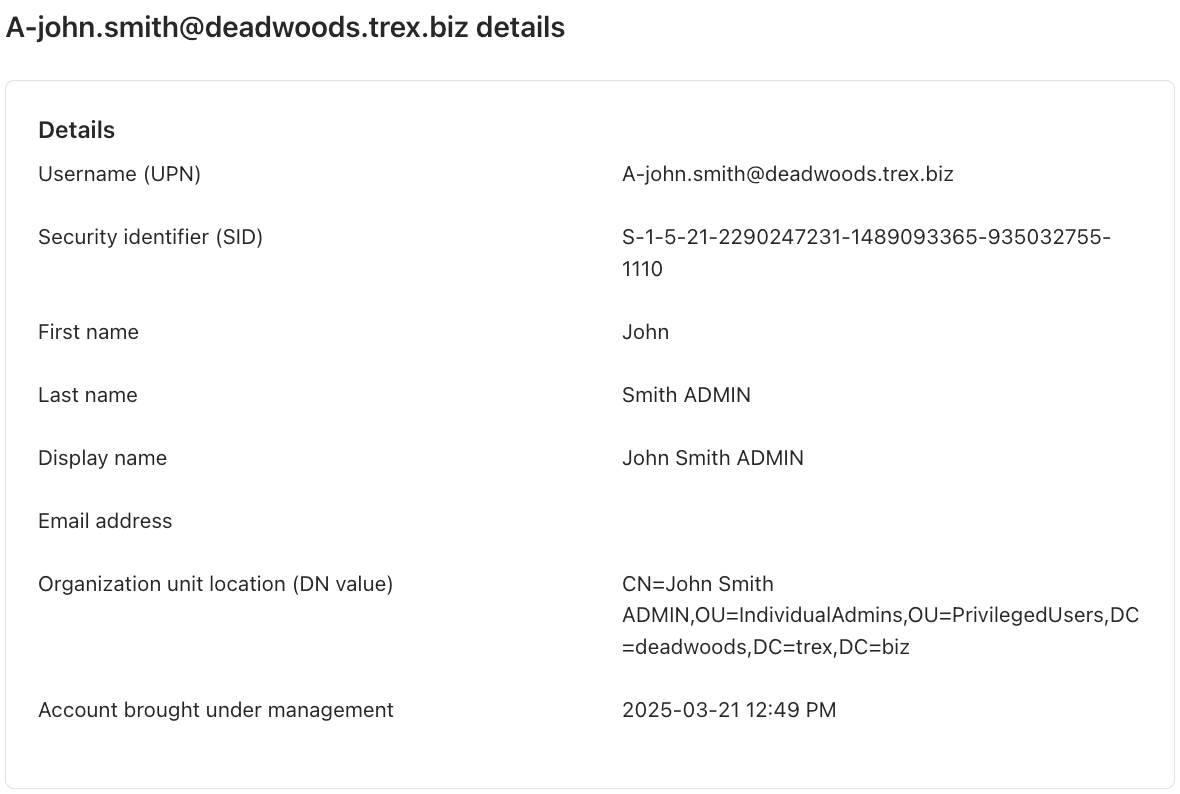 A-john.smith@deadwoods.trex.biz details
Details
Username (UPN)
A-john.smith@deadwoods.trex.biz
Security identifier (SID)
S-1-5-21-2290247231-1489093365-935032755-
1110
First name
John
Last name
Smith ADMIN
Display name
John Smith ADMIN
Email address
Organization unit location (DN value)
CN=John Smith
ADMIN,OU=IndividualAdmins,OU=PrivilegedUsers,DC
=deadwoods,DC=trex,DC=biz
Account brought under management
2025-03-21 12:49 PM